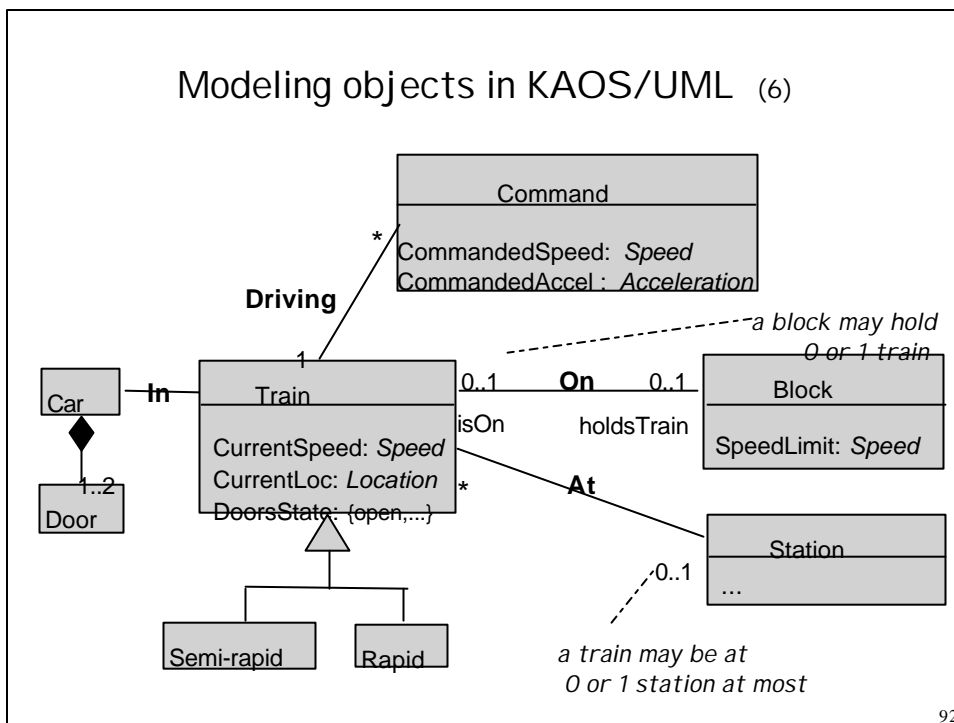 Modeling objects in KAOS/UML (6)
Command
CommandedSpeed: Speed
CommandedAccel : Acceleration
*
Driving
1
a block may hold
0 or 1 train
Car
In
Train
0..1
On
0..1
Block
isOn
holdsTrain
CurrentSpeed: Speed
CurrentLoc: Location
DoorsState: {open,...}
SpeedLimit: Speed
1..2
Door
*
At
Station
0..1
...
Semi-rapid
Rapid
a train may be at
0 or 1 station at most
92